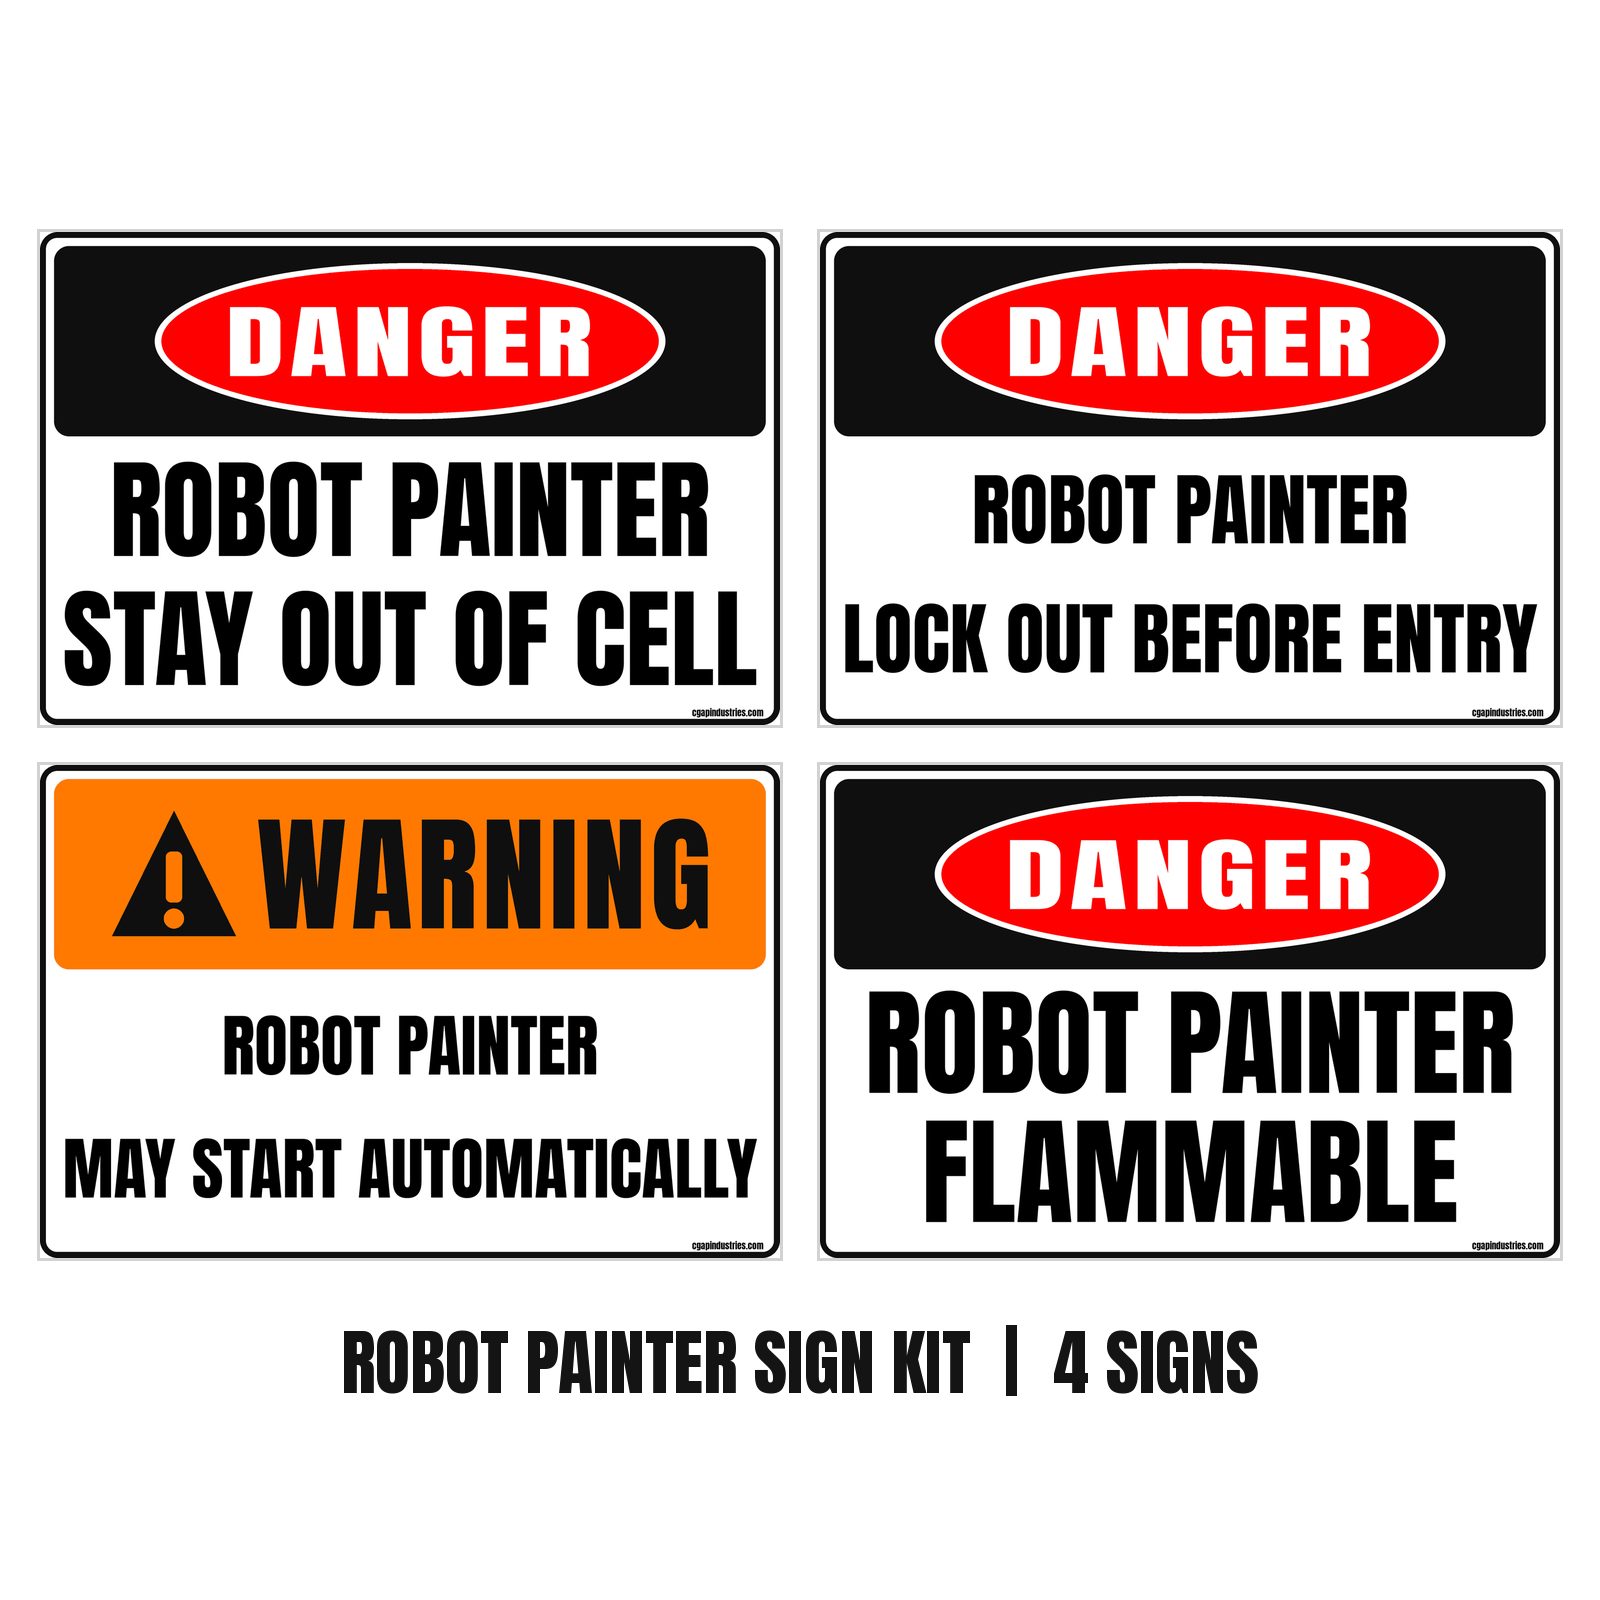 DANGER
ROBOT PAINTER
STAY OUT OF CELL
cgapindustries.com
DANGER
ROBOT PAINTER
LOCK OUT BEFORE ENTRY
cgapindustries.com
WARNING
ROBOT PAINTER
MAY START AUTOMATICALLY
cgapindustries.com
DANGER
ROBOT PAINTER
FLAMMABLE
cgapindustries.com
ROBOT PAINTER SIGN KIT | 4 SIGNS